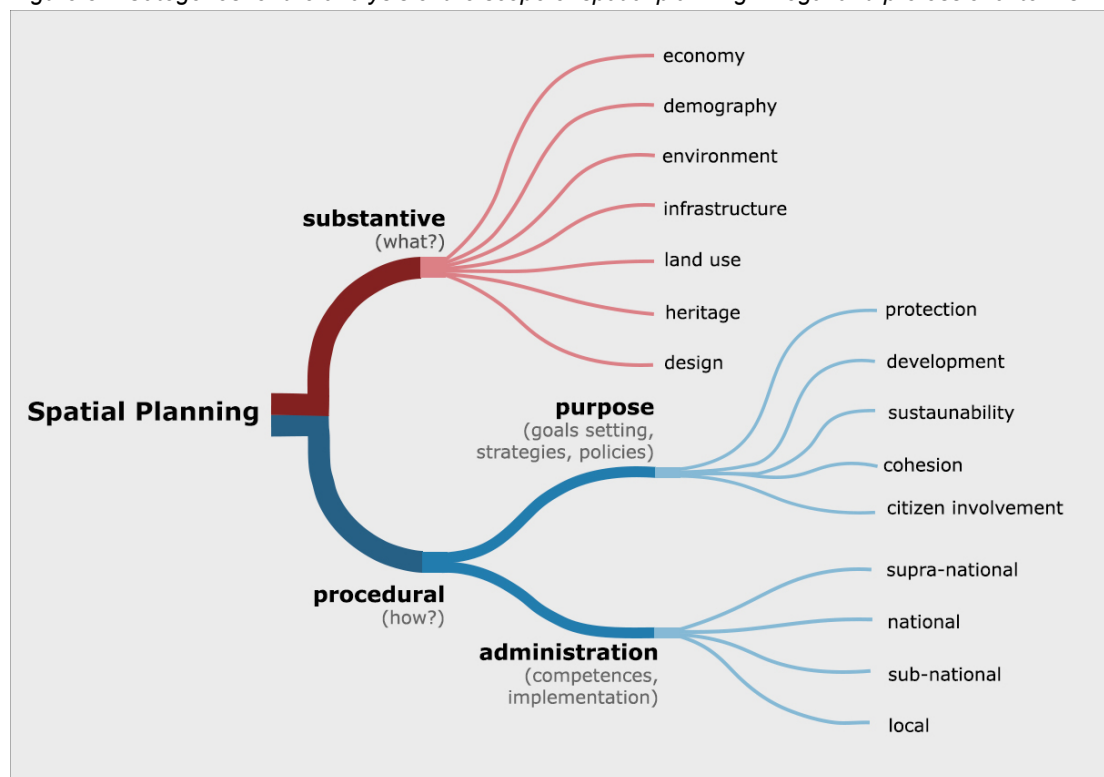 economy
demography
environment
substantive
(what?)
infrastructure
land use
heritage
design
protection
development
Spatial Planning
purpose
(goals setting,
strategies, policies)
sustaunability
cohesion
citizen involvement
procedural
(how?)
supra-national
national
administration
(competences,
implementation)
sub-national
local